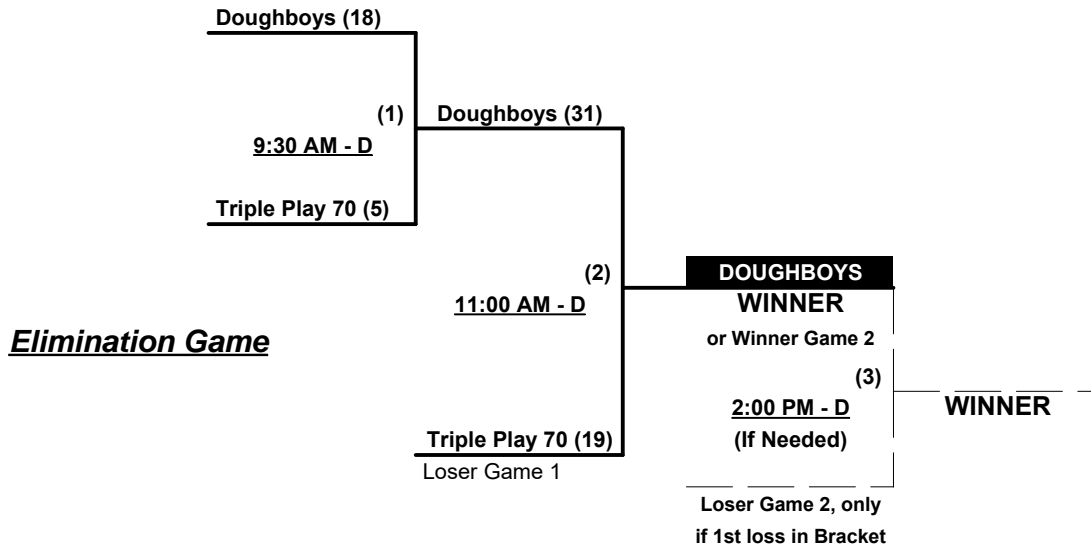 Doughboys (18)
(1)
Doughboys (31)
9:30 AM - D
Triple Play 70 (5)
(2)
DOUGHBOYS
11:00 AM - D
WINNER
Elimination Game
or Winner Game 2
(3)
2:00 PM - D
WINNER
(If Needed)
Triple Play 70 (19)
Loser Game 1
Loser Game 2, only
if 1st loss in Bracket